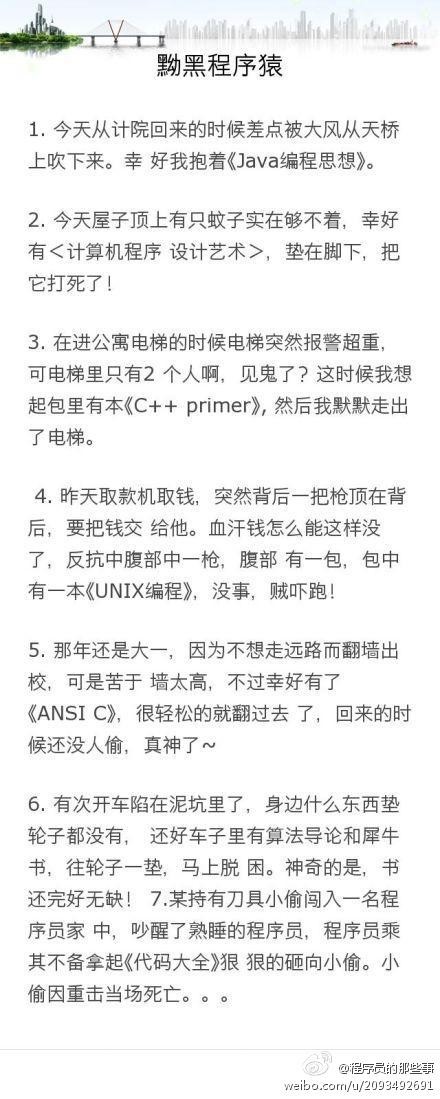 黝黑程序猿
1. 今天从计院回来的时候差点被大风从天桥
上吹下来。幸 好我抱着《Java编程思想》。
2. 今天屋子顶上有只蚊子实在够不着，幸好
有＜计算机程序 设计艺术＞，垫在脚下，把
它打死了！
3. 在进公寓电梯的时候电梯突然报警超重，
可电梯里只有2 个人啊，见鬼了？这时候我想
起包里有本《C++ primer》, 然后我默默走出
了电梯。
4. 昨天取款机取钱，突然背后一把枪顶在背
后，要把钱交 给他。血汗钱怎么能这样没
了，反抗中腹部中一枪，腹部 有一包，包中
有一本《UNIX编程》，没事，贼吓跑！
5. 那年还是大一，因为不想走远路而翻墙出
校，可是苦于 墙太高，不过幸好有了
《ANSI C》，很轻松的就翻过去 了，回来的时
候还没人偷，真神了~
6. 有次开车陷在泥坑里了，身边什么东西垫
轮子都没有， 还好车子里有算法导论和犀牛
书，往轮子一垫，马上脱 困。神奇的是，书
还完好无缺！ 7.某持有刀具小偷闯入一名程
序员家 中，吵醒了熟睡的程序员，程序员乘
其不备拿起《代码大全》狠 狠的砸向小偷。小
偷因重击当场死亡。。。
@程序员的那些事
weibo.com/u/2093492691